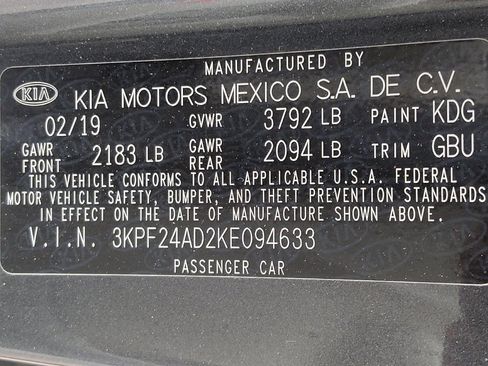 MANUFACTURED BY
KIA KIA MOTORS MEXICO S.A. DE C.V.
02/19 GVWR 3792 LB PAINT KDG
GAWR FRONT 2183 LB GAWR REAR 2094 LB TRIM GBU
THIS VEHICLE CONFORMS TO ALL APPLICABLE U.S.A. FEDERAL
MOTOR VEHICLE SAFETY, BUMPER, AND THEFT PREVENTION STANDARDS
IN EFFECT ON THE DATE OF MANUFACTURE SHOWN ABOVE.
V.I.N. 3KPF24AD2KE094633
PASSENGER CAR